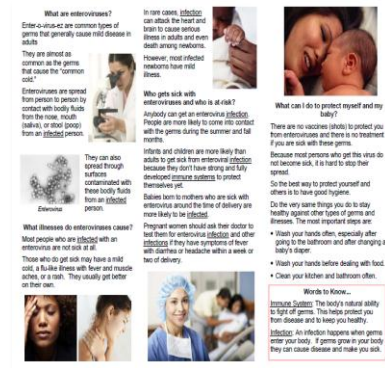 What are enteroviruses?
Enter-o-virus-ez are common types of
germs that generally cause mild disease in
adults
They are almost as
common as the germs
that cause the "common
cold."
Enteroviruses are spread
from person to person by
contact with bodily fluids
from the nose, mouth
(saliva), or stool (poop)
from an infected person.
They can also
spread through
surfaces
contaminated with
these bodily fluids
from an infected
person.
Enterovirus
What illnesses do enteroviruses cause?
Most people who are infected with an
enterovirus are not sick at all.
Those who do get sick may have a mild
cold, a flu-like illness with fever and muscle
aches, or a rash. They usually get better
on their own.
In rare cases, infection
can attack the heart and
brain to cause serious
illness in adults and even
death among newborns.
However, most infected
newborns have mild
illness.
Who gets sick with
enteroviruses and who is at-risk?
Anybody can get an enterovirus infection.
People are more likely to come into contact
with the germs during the summer and fall
months.
Infants and children are more likely than
adults to get sick from enteroviral infection
because they don't have strong and fully
developed immune systems to protect
themselves yet.
Babies born to mothers who are sick with
enterovirus around the time of delivery are
more likely to be infected.
Pregnant women should ask their doctor to
test them for enterovirus infection and other
infections if they have symptoms of fever
with diarrhea or headache within a week or
two of delivery.
What can I do to protect myself and my
baby?
There are no vaccines (shots) to protect you
from enteroviruses and there is no treatment
if you are sick with these germs.
Because most persons who get this virus do
not become sick, it is hard to stop their
spread.
So the best way to protect yourself and
others is to have good hygiene.
Do the very same things you do to stay
healthy against other types of germs and
illnesses. The most important steps are:
• Wash your hands often, especially after
going to the bathroom and after changing a
baby's diaper.
• Wash your hands before dealing with food.
• Clean your kitchen and bathroom often.
Words to Know...
Immune System: The body's natural ability
to fight off germs. This helps protect you
from disease and to keep you healthy.
Infection: An infection happens when germs
enter your body. If germs grow in your body
they can cause disease and make you sick.